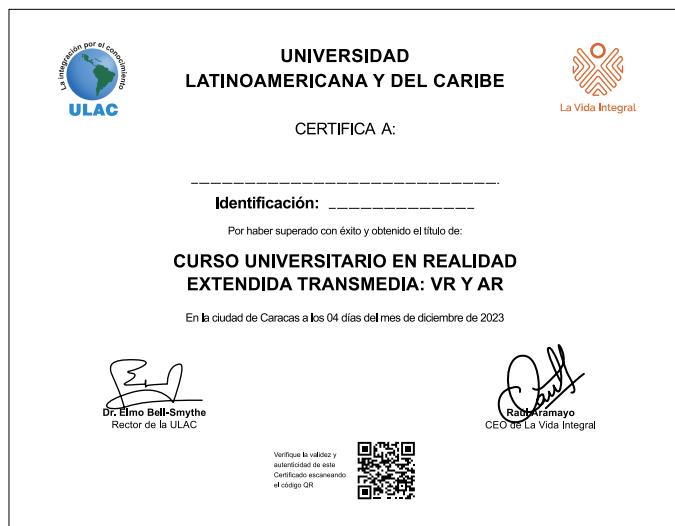 La integración por el conocimiento
ULAC
UNIVERSIDAD
LATINOAMERICANA Y DEL CARIBE
La Vida Integral
CERTIFICA A:
Identificación:
Por haber superado con éxito y obtenido el título de:
CURSO UNIVERSITARIO EN REALIDAD
EXTENDIDA TRANSMEDIA: VR Y AR
En la ciudad de Caracas a los 04 días del mes de diciembre de 2023
Dr. Elmo Bell-Smythe
Rector de la ULAC
Raúl Aramayo
CEO de La Vida Integral
Verifique la validez y
autenticidad de este
Certificado escaneando
el código QR